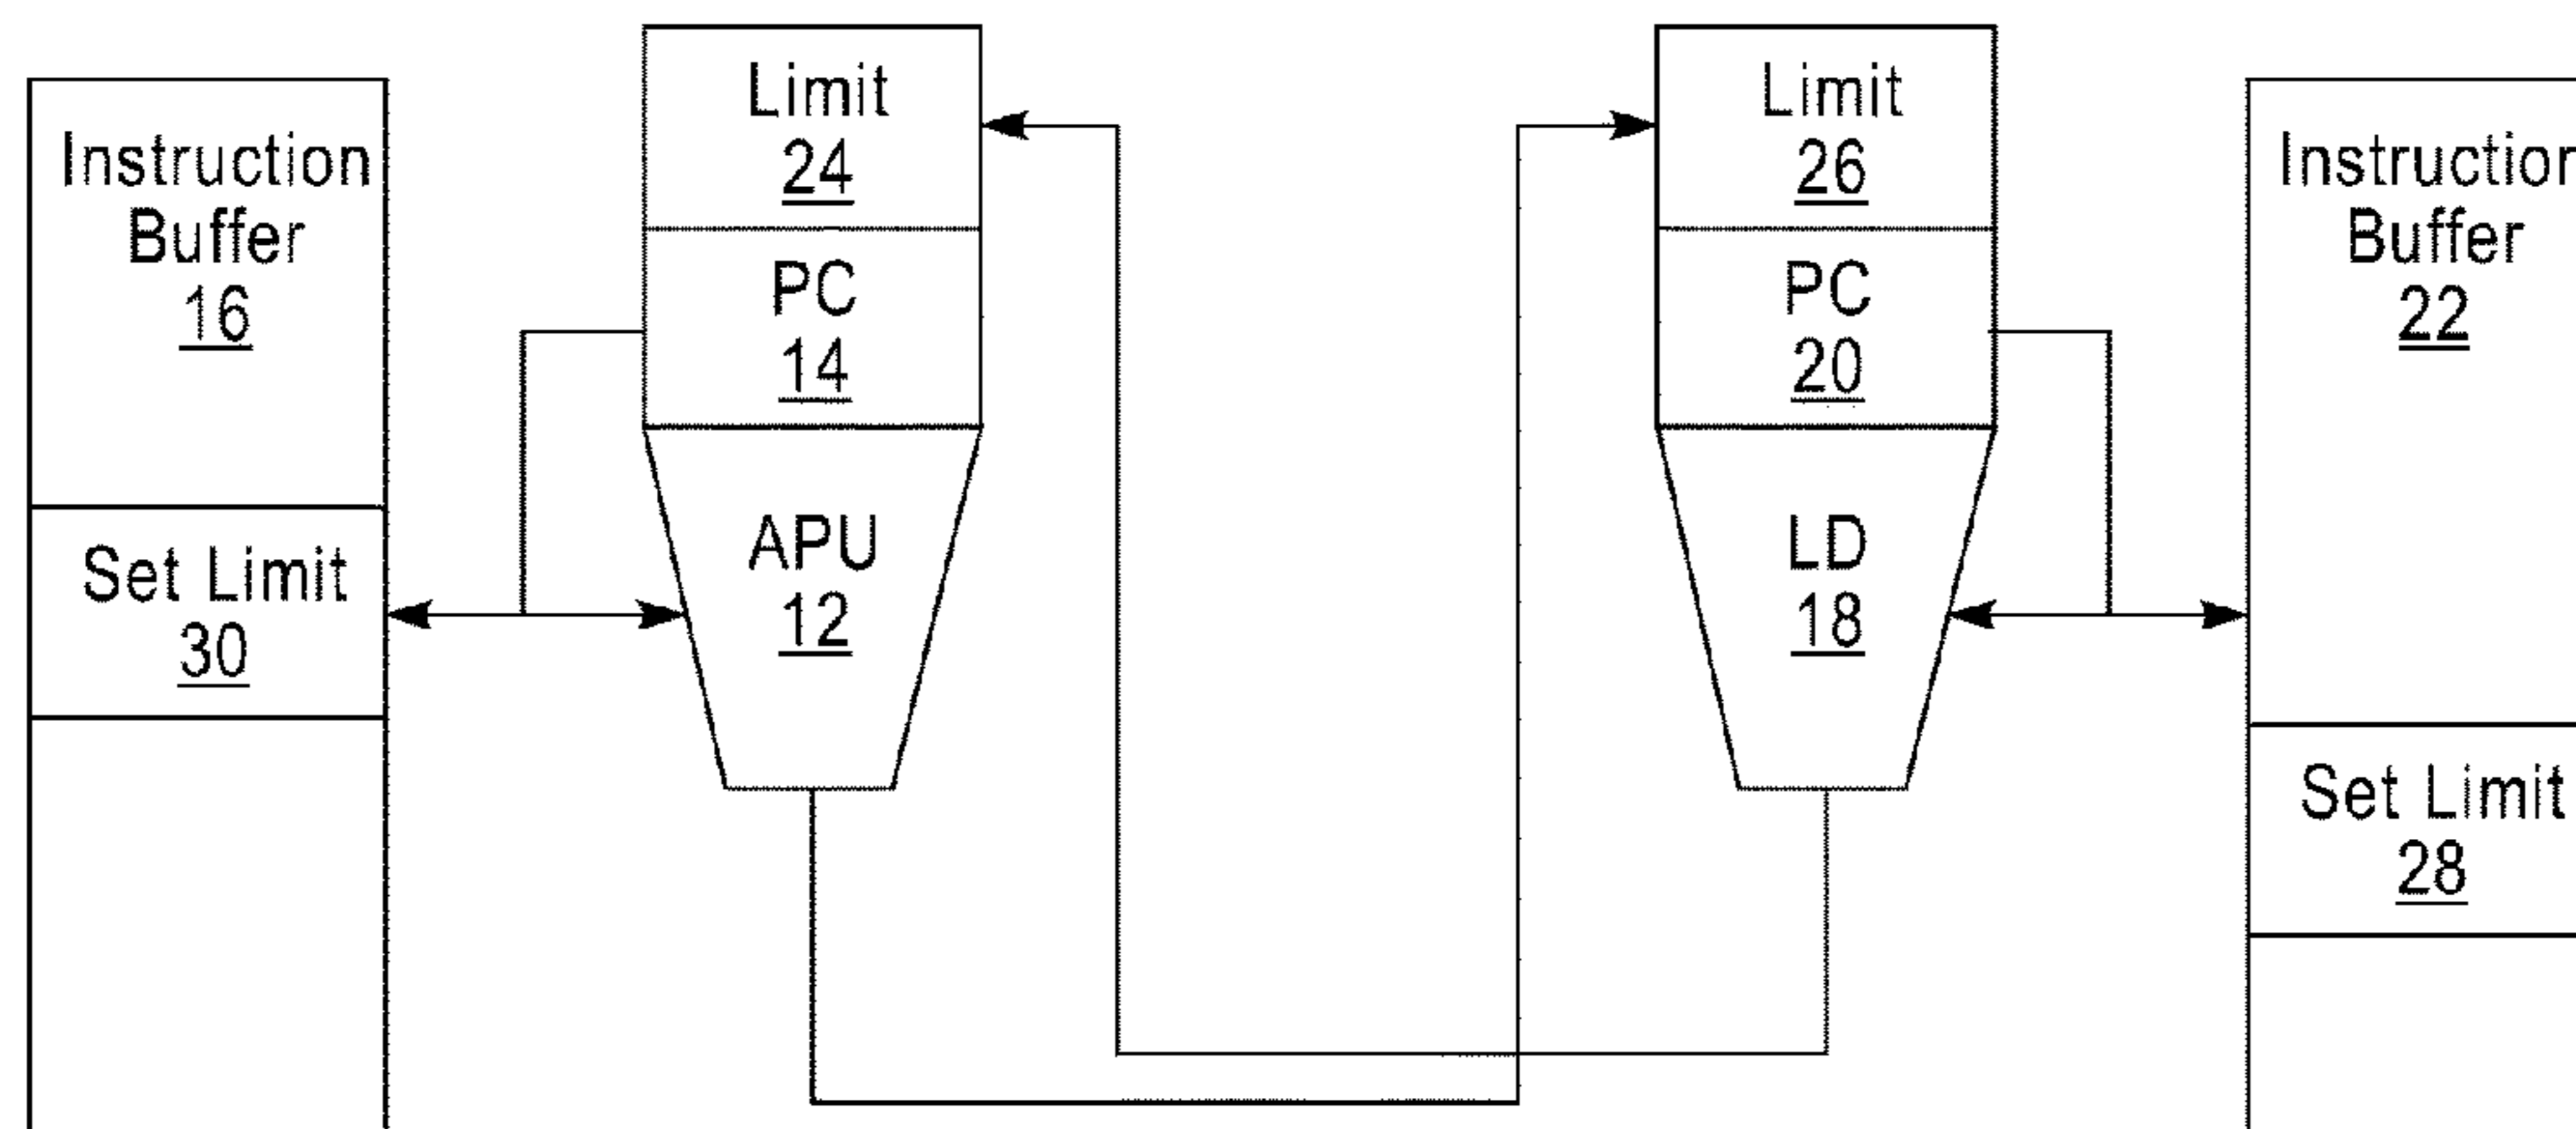 Instruction
Buffer
16
Set Limit
30
Limit
24
PC
14
APU
12
Limit
26
PC
20
LD
18
Instruction
Buffer
22
Set Limit
28